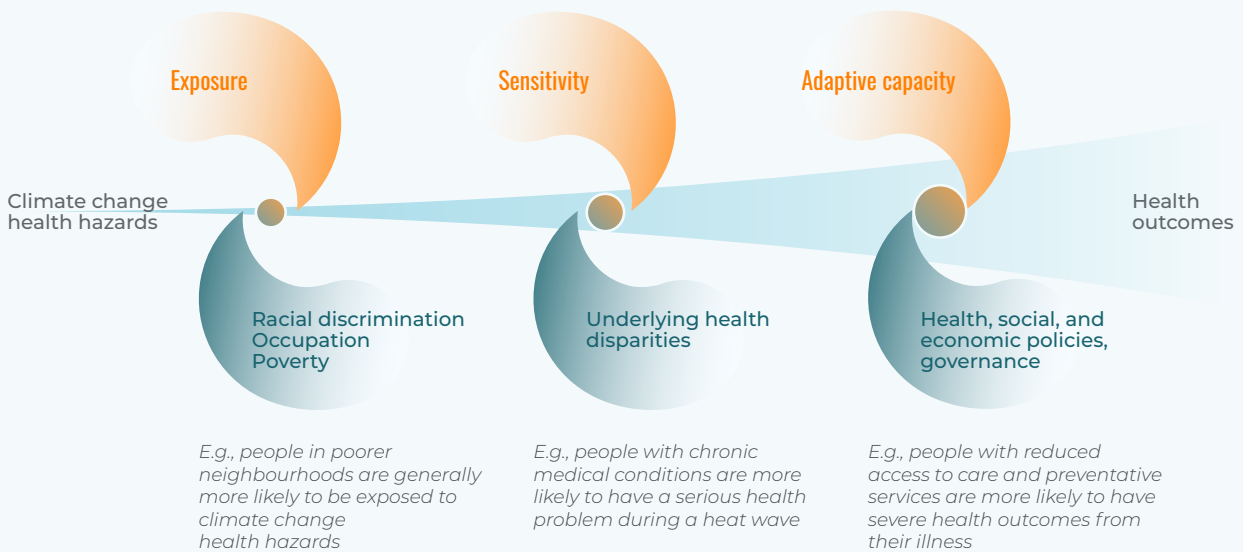 Exposure
Sensitivity
Adaptive capacity
Climate change
health hazards
Health
outcomes
Racial discrimination
Occupation
Poverty
Underlying health
disparities
Health, social, and
economic policies,
governance
E.g., people in poorer
neighbourhoods are generally
more likely to be exposed to
climate change
health hazards
E.g., people with chronic
medical conditions are more
likely to have a serious health
problem during a heat wave
E.g., people with reduced
access to care and preventative
services are more likely to have
severe health outcomes from
their illness